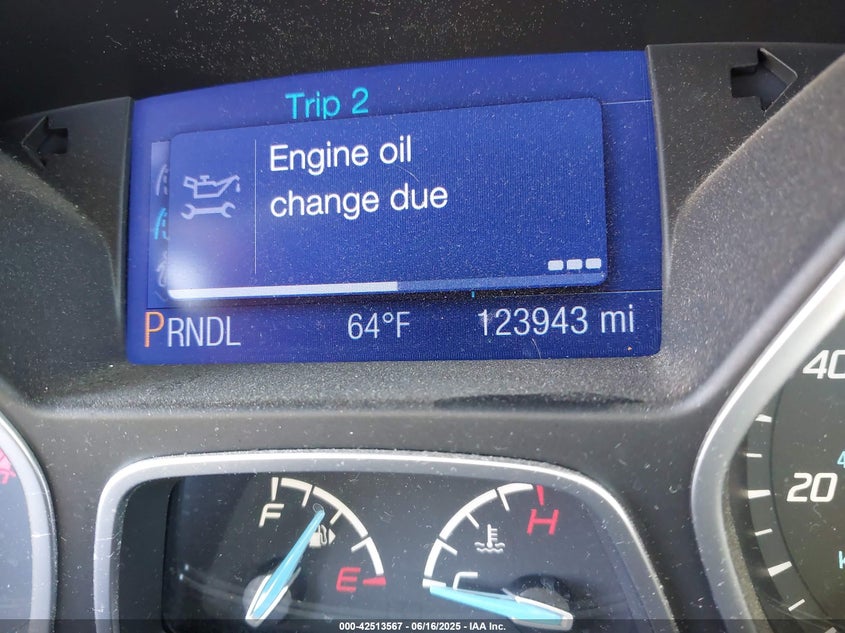 Trip 2
Engine oil
change due
PRNDL 64°F 123943 mi
40
20
F
E
H
C
000-42513567 - 06/16/2025 - IAA Inc.